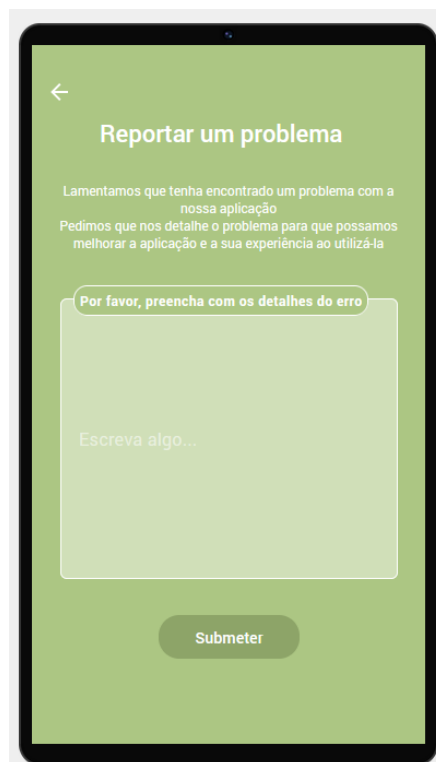 Reportar um problema
Lamentamos que tenha encontrado um problema com a
nossa aplicação
Pedimos que nos detalhe o problema para que possamos
melhorar a aplicação e a sua experiência ao utilizá-la
Por favor, preencha com os detalhes do erro
Escreva algo...
Submeter